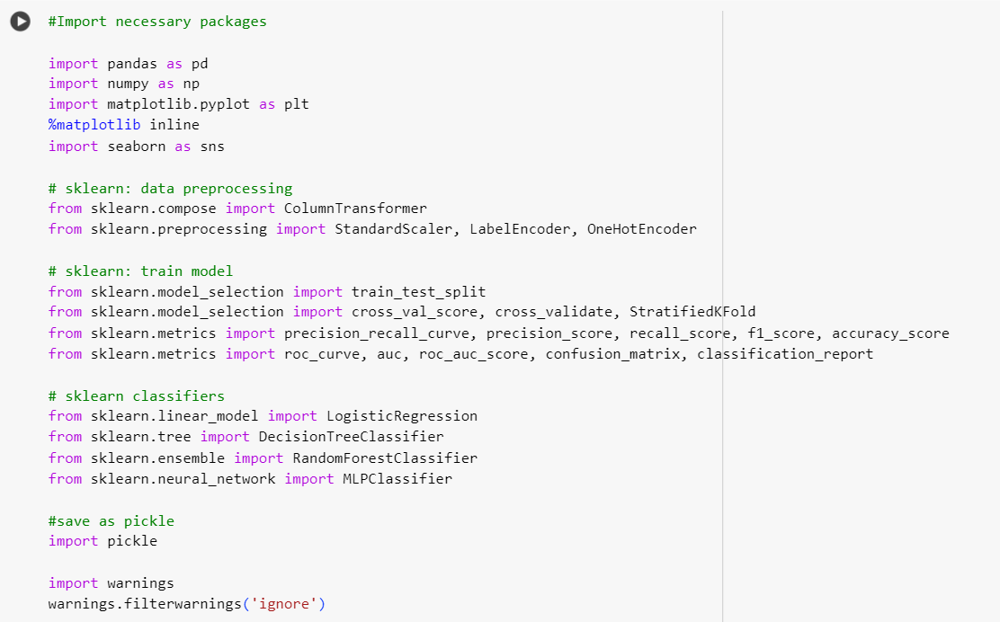 #Import necessary packages
import pandas as pd
import numpy as np
import matplotlib.pyplot as plt
%matplotlib inline
import seaborn as sns
# sklearn: data preprocessing
from sklearn.compose import ColumnTransformer
from sklearn.preprocessing import StandardScaler, LabelEncoder, OneHotEncoder
# sklearn: train model
from sklearn.model_selection import train_test_split
from sklearn.model_selection import cross_val_score, cross_validate, StratifiedKFold
from sklearn.metrics import precision_recall_curve, precision_score, recall_score, f1_score, accuracy_score
from sklearn.metrics import roc_curve, auc, roc_auc_score, confusion_matrix, classification_report
# sklearn classifiers
from sklearn.linear_model import LogisticRegression
from sklearn.tree import DecisionTreeClassifier
from sklearn.ensemble import RandomForestClassifier
from sklearn.neural_network import MLPClassifier
#save as pickle
import pickle
import warnings
warnings.filterwarnings('ignore')